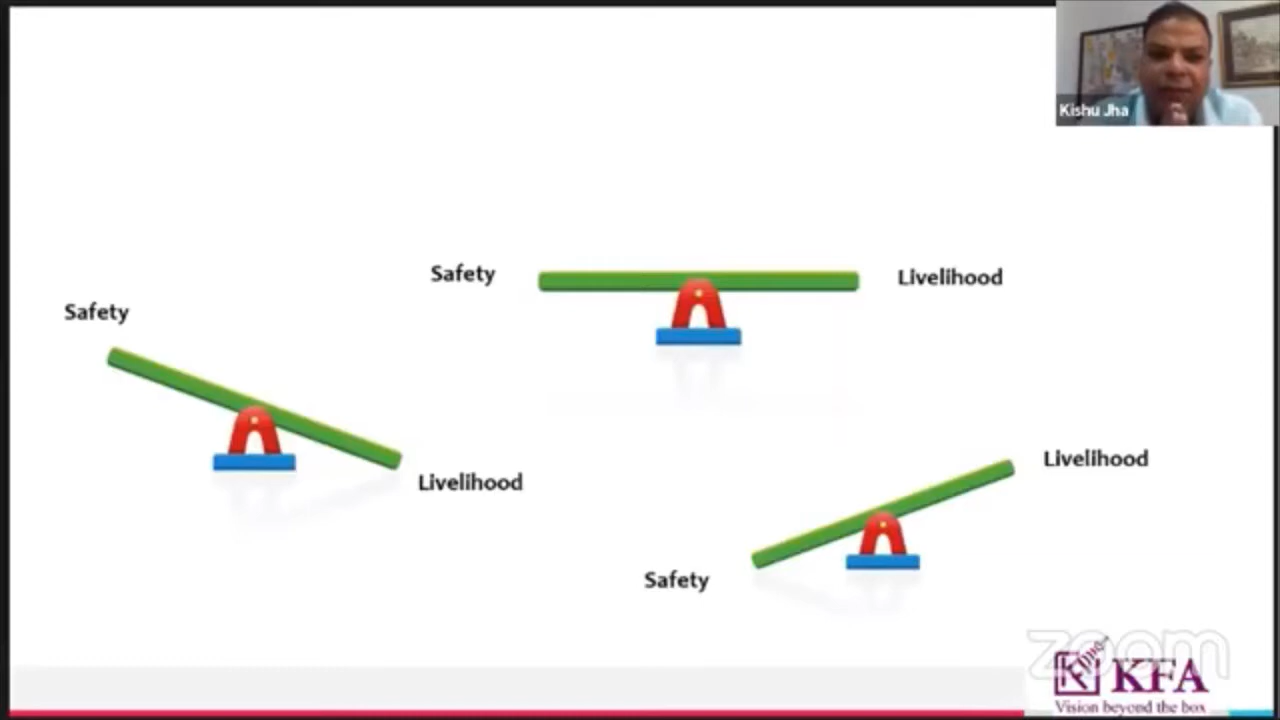 Kishu Jha
Safety
Livelihood
Safety
Livelihood
Livelihood
Safety
zoom
KFA
Vision beyond the box